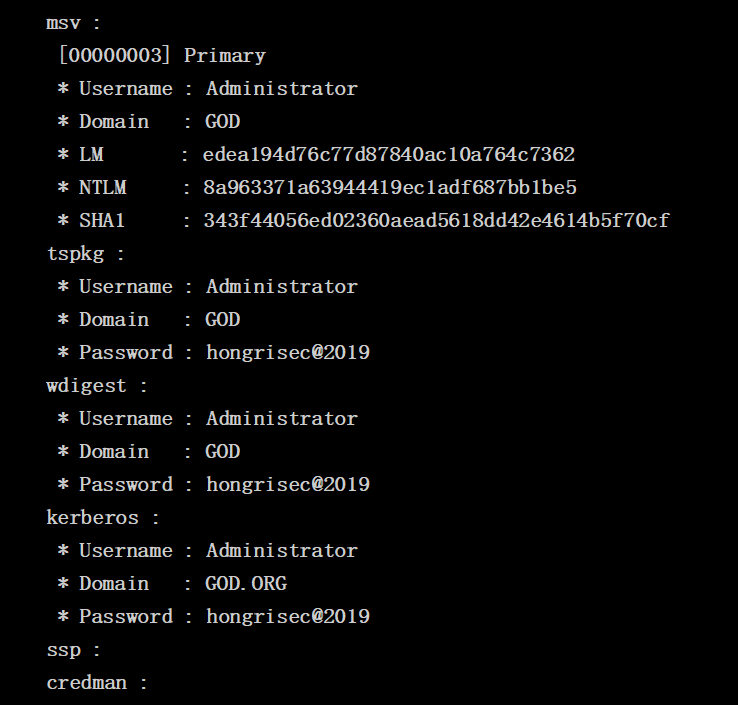 msv :
[00000003] Primary
* Username : Administrator
* Domain : GOD
* LM : edea194d76c77d87840ac10a764c7362
* NTLM : 8a963371a63944419ec1adf687bb1be5
* SHA1 : 343f44056ed02360aead5618dd42e4614b5f70cf
tspkg :
* Username : Administrator
* Domain : GOD
* Password : hongrisec@2019
wdigest :
* Username : Administrator
* Domain : GOD
* Password : hongrisec@2019
kerberos :
* Username : Administrator
* Domain : GOD.ORG
* Password : hongrisec@2019
ssp :
credman :